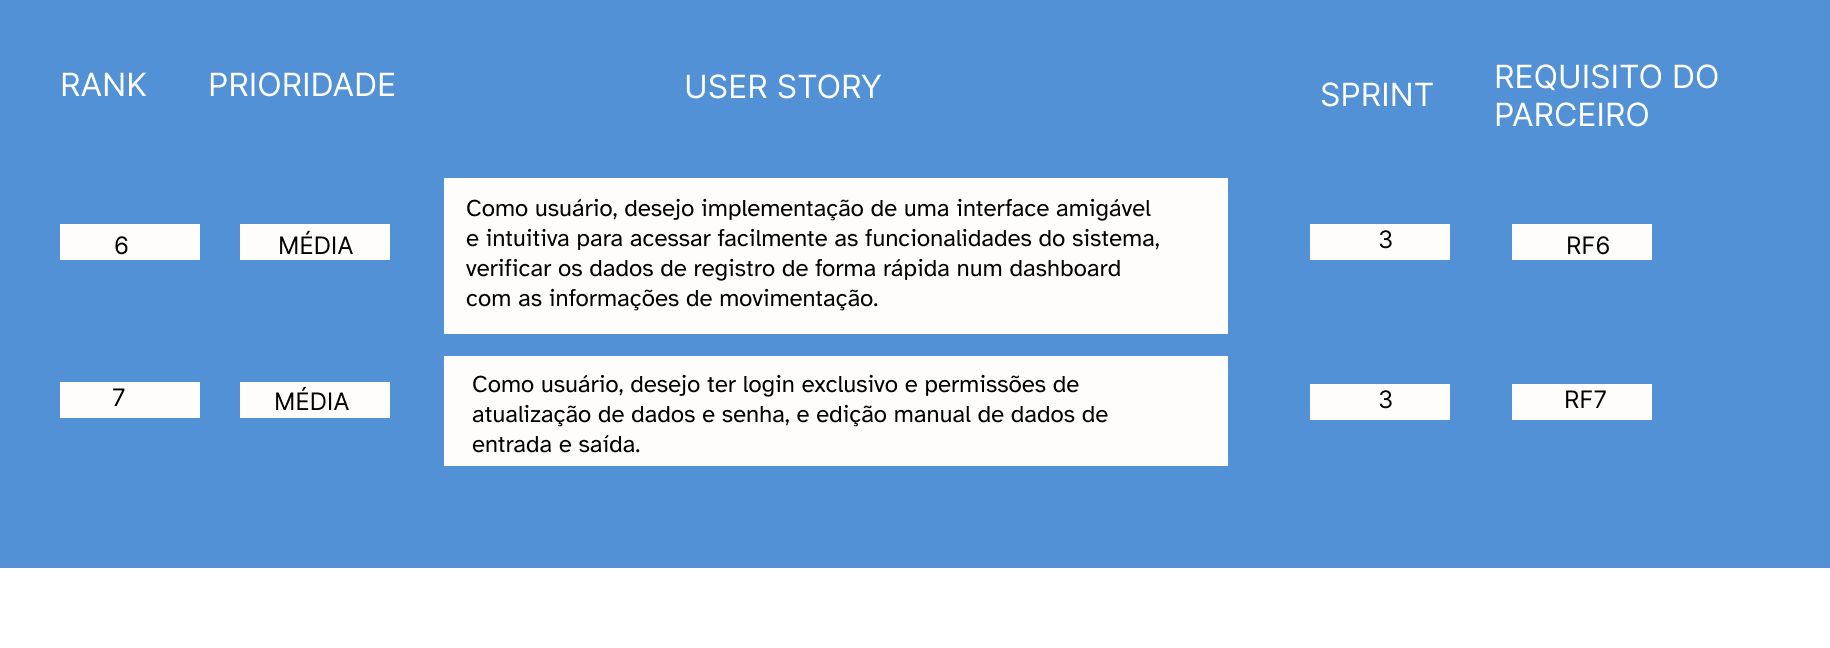 RANK
PRIORIDADE
USER STORY
SPRINT
REQUISITO DO
PARCEIRO
6
MÉDIA
Como usuário, desejo implementação de uma interface amigável
e intuitiva para acessar facilmente as funcionalidades do sistema,
verificar os dados de registro de forma rápida num dashboard
com as informações de movimentação.
3
RF6
7
MÉDIA
Como usuário, desejo ter login exclusivo e permissões de
atualização de dados e senha, e edição manual de dados de
entrada e saída.
3
RF7